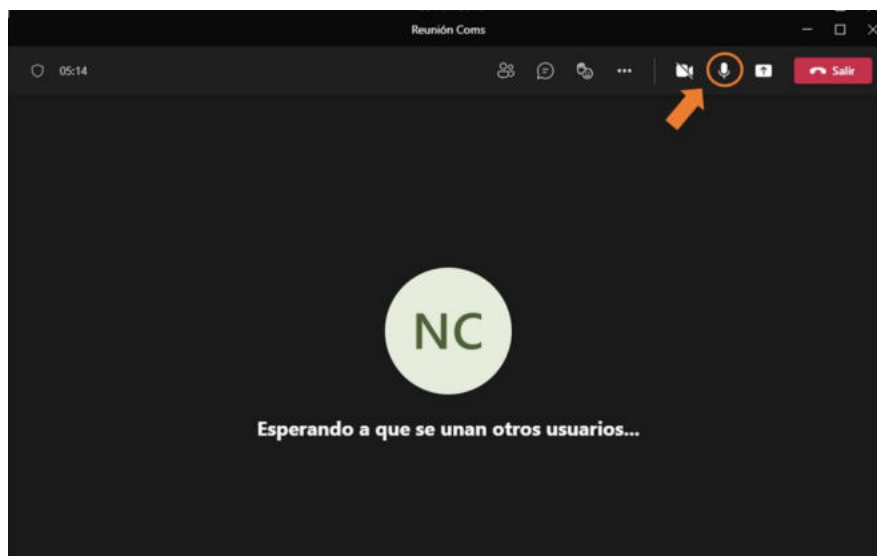 Reunión Coms
05:14
Salir
NC
Esperando a que se unan otros usuarios...